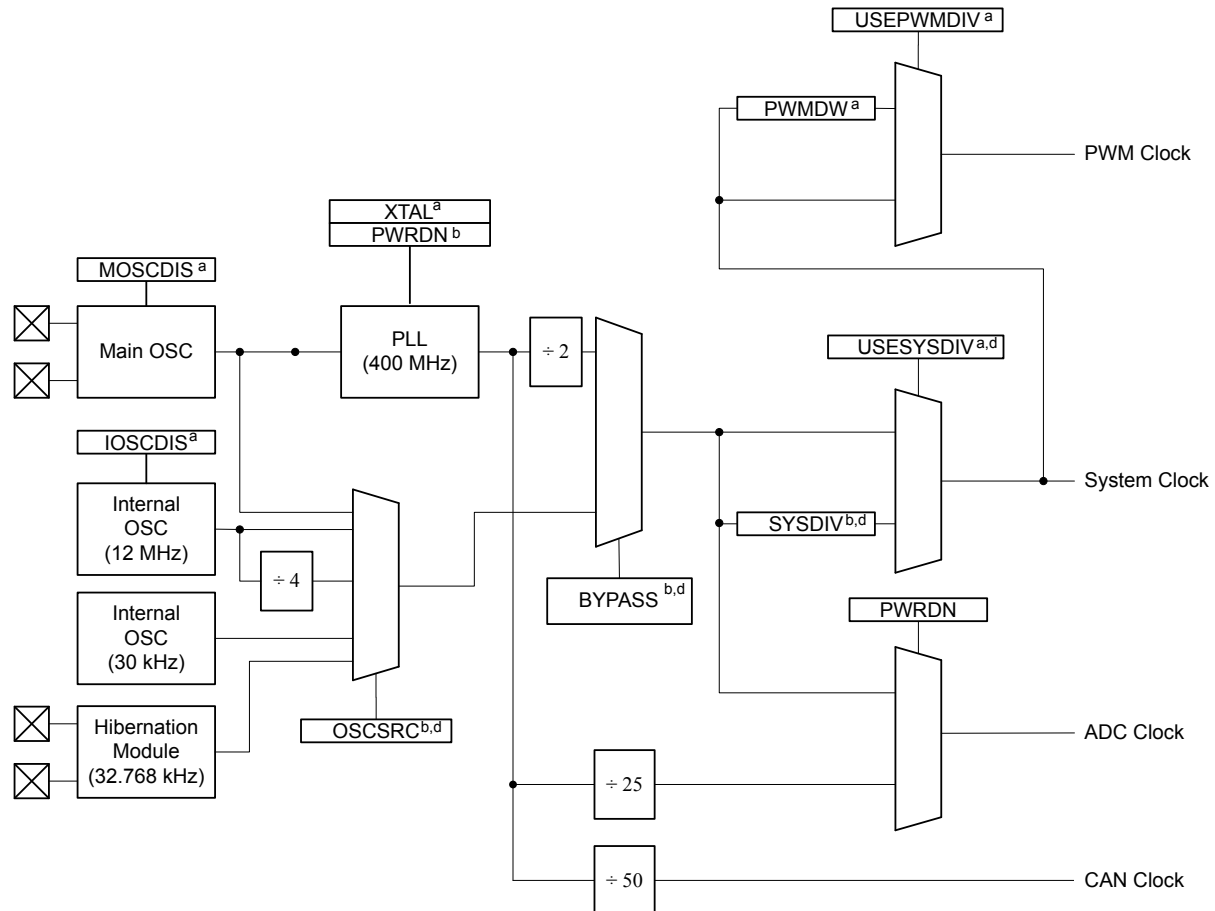 USEPWMDIV a
PWMDW a
PWM Clock
XTAL a
PWRDN b
MOSCDIS a
Main OSC
PLL
(400 MHz)
÷ 2
USESYSDIV a,d
IOSCDIS a
Internal
OSC
(12 MHz)
÷ 4
System Clock
SYSDIV b,d
BYPASS b,d
Internal
OSC
(30 kHz)
PWRDN
OSCSRC b,d
Hibernation
Module
(32.768 kHz)
ADC Clock
÷ 25
÷ 50
CAN Clock